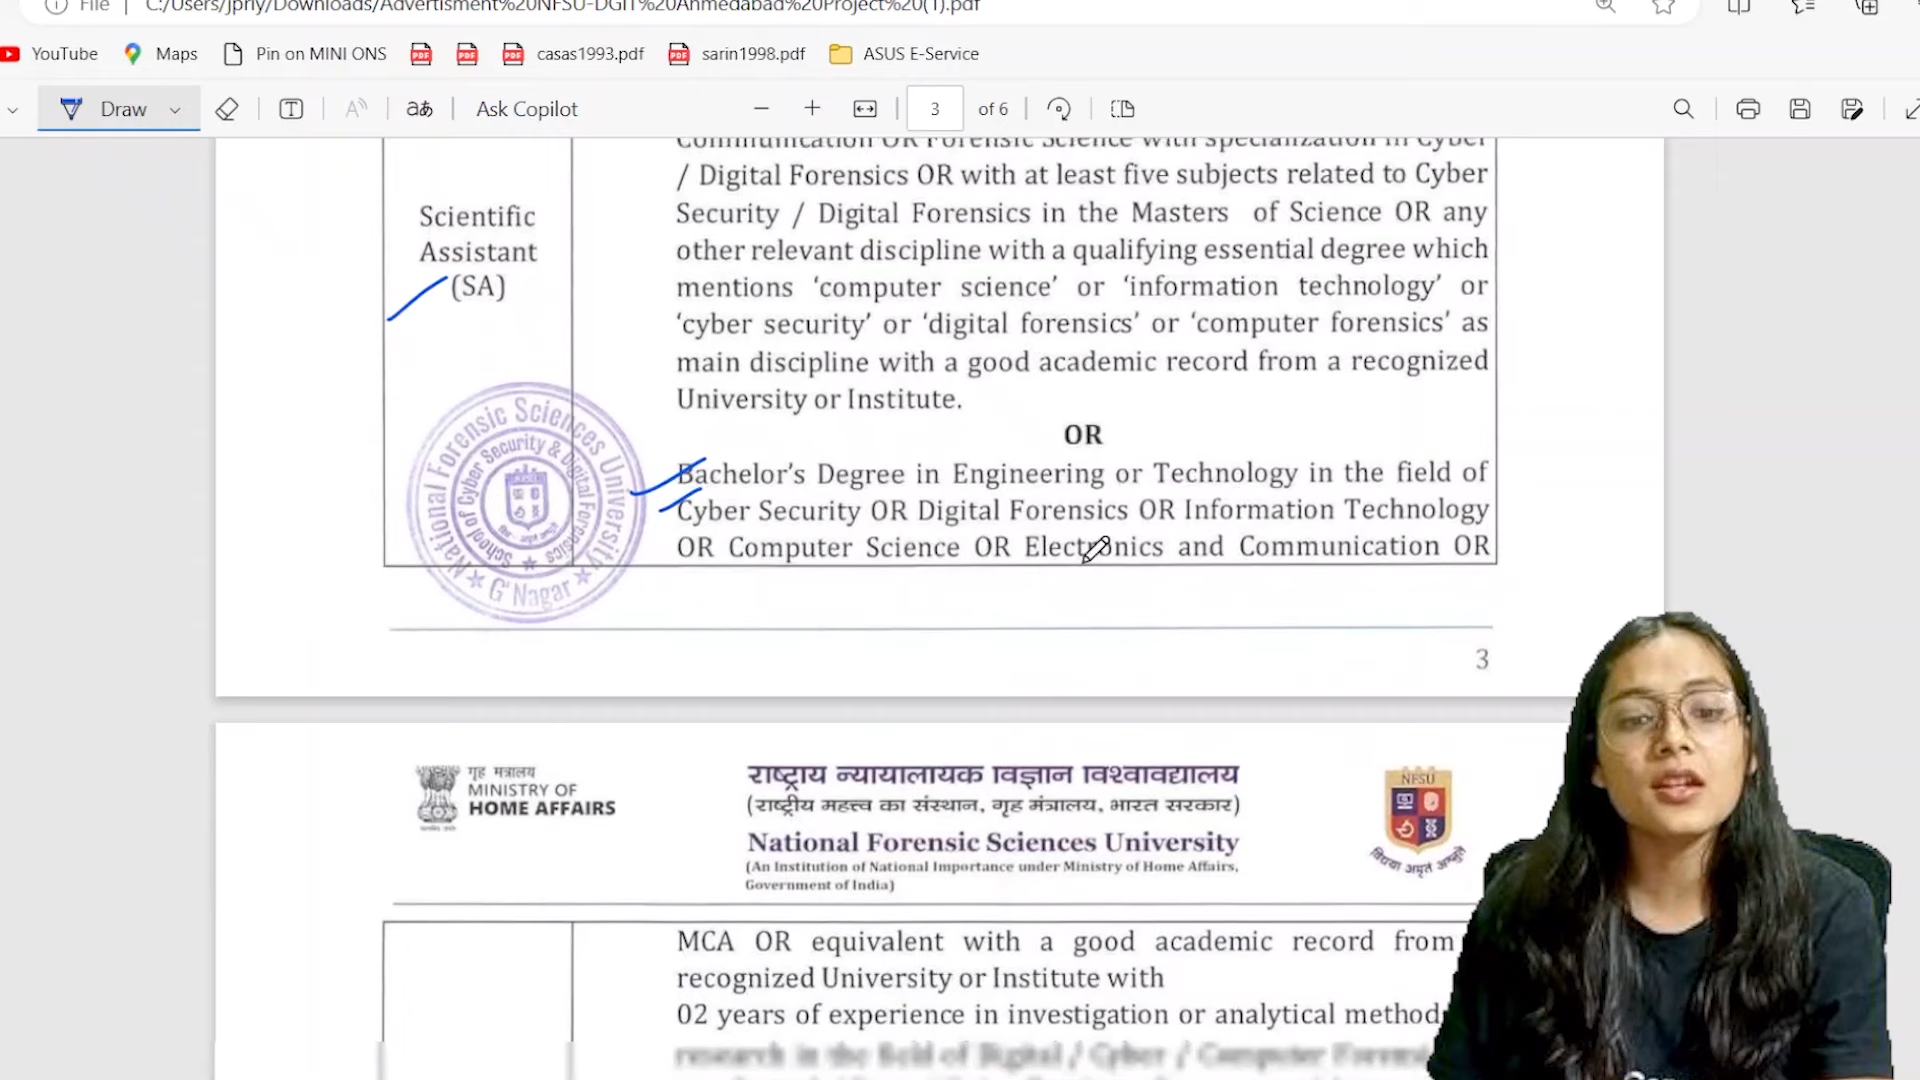 File
C:/Users/jpriy/Downloads/Advertisment%20NFSU-DGIT%20Ahmedabad%20Project%20(1).pdf
YouTube
Maps
Pin on MINI ONS
PDF
PDF
PDF
casas1993.pdf
PDF
sarin1998.pdf
ASUS E-Service
Draw
T
Ask Copilot
3
of 6
Communication OR Forensic Science with specialization in Cyber
/ Digital Forensics OR with at least five subjects related to Cyber
Security / Digital Forensics in the Masters of Science OR any
other relevant discipline with a qualifying essential degree which
mentions ‘computer science’ or ‘information technology’ or
‘cyber security’ or ‘digital forensics’ or ‘computer forensics’ as
main discipline with a good academic record from a recognized
University or Institute.
Scientific
Assistant
(SA)
OR
Bachelor’s Degree in Engineering or Technology in the field of
Cyber Security OR Digital Forensics OR Information Technology
OR Computer Science OR Electronics and Communication OR
National Forensic Sciences University
School of Cyber Security & Digital Forensics
G'Nagar
3
गृह मंत्रालय
MINISTRY OF
HOME AFFAIRS
राष्ट्रीय न्यायालयिक विज्ञान विश्वविद्यालय
(राष्ट्रीय महत्त्व का संस्थान, गृह मंत्रालय, भारत सरकार)
National Forensic Sciences University
(An Institution of National Importance under Ministry of Home Affairs,
Government of India)
NFSU
विद्यया अमृतं अश्नुते
MCA OR equivalent with a good academic record from
recognized University or Institute with
02 years of experience in investigation or analytical method
research in the field of Digital / Cyber / Computer